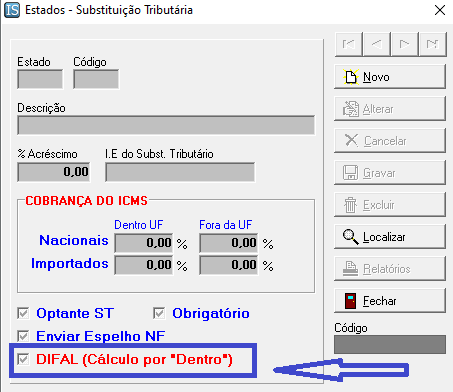 IS Estados - Substituição Tributária
Estado Código
Novo
Alterar
Descrição
Cancelar
% Acréscimo I.E do Subst. Tributário
0,00
Gravar
COBRANÇA DO ICMS
Excluir
Dentro UF Fora da UF
Nacionais 0,00 % 0,00 %
Localizar
Importados 0,00 % 0,00 %
Relatórios
Optante ST Obrigatório
Fechar
Enviar Espelho NF
Código
DIFAL (Cálculo por "Dentro")